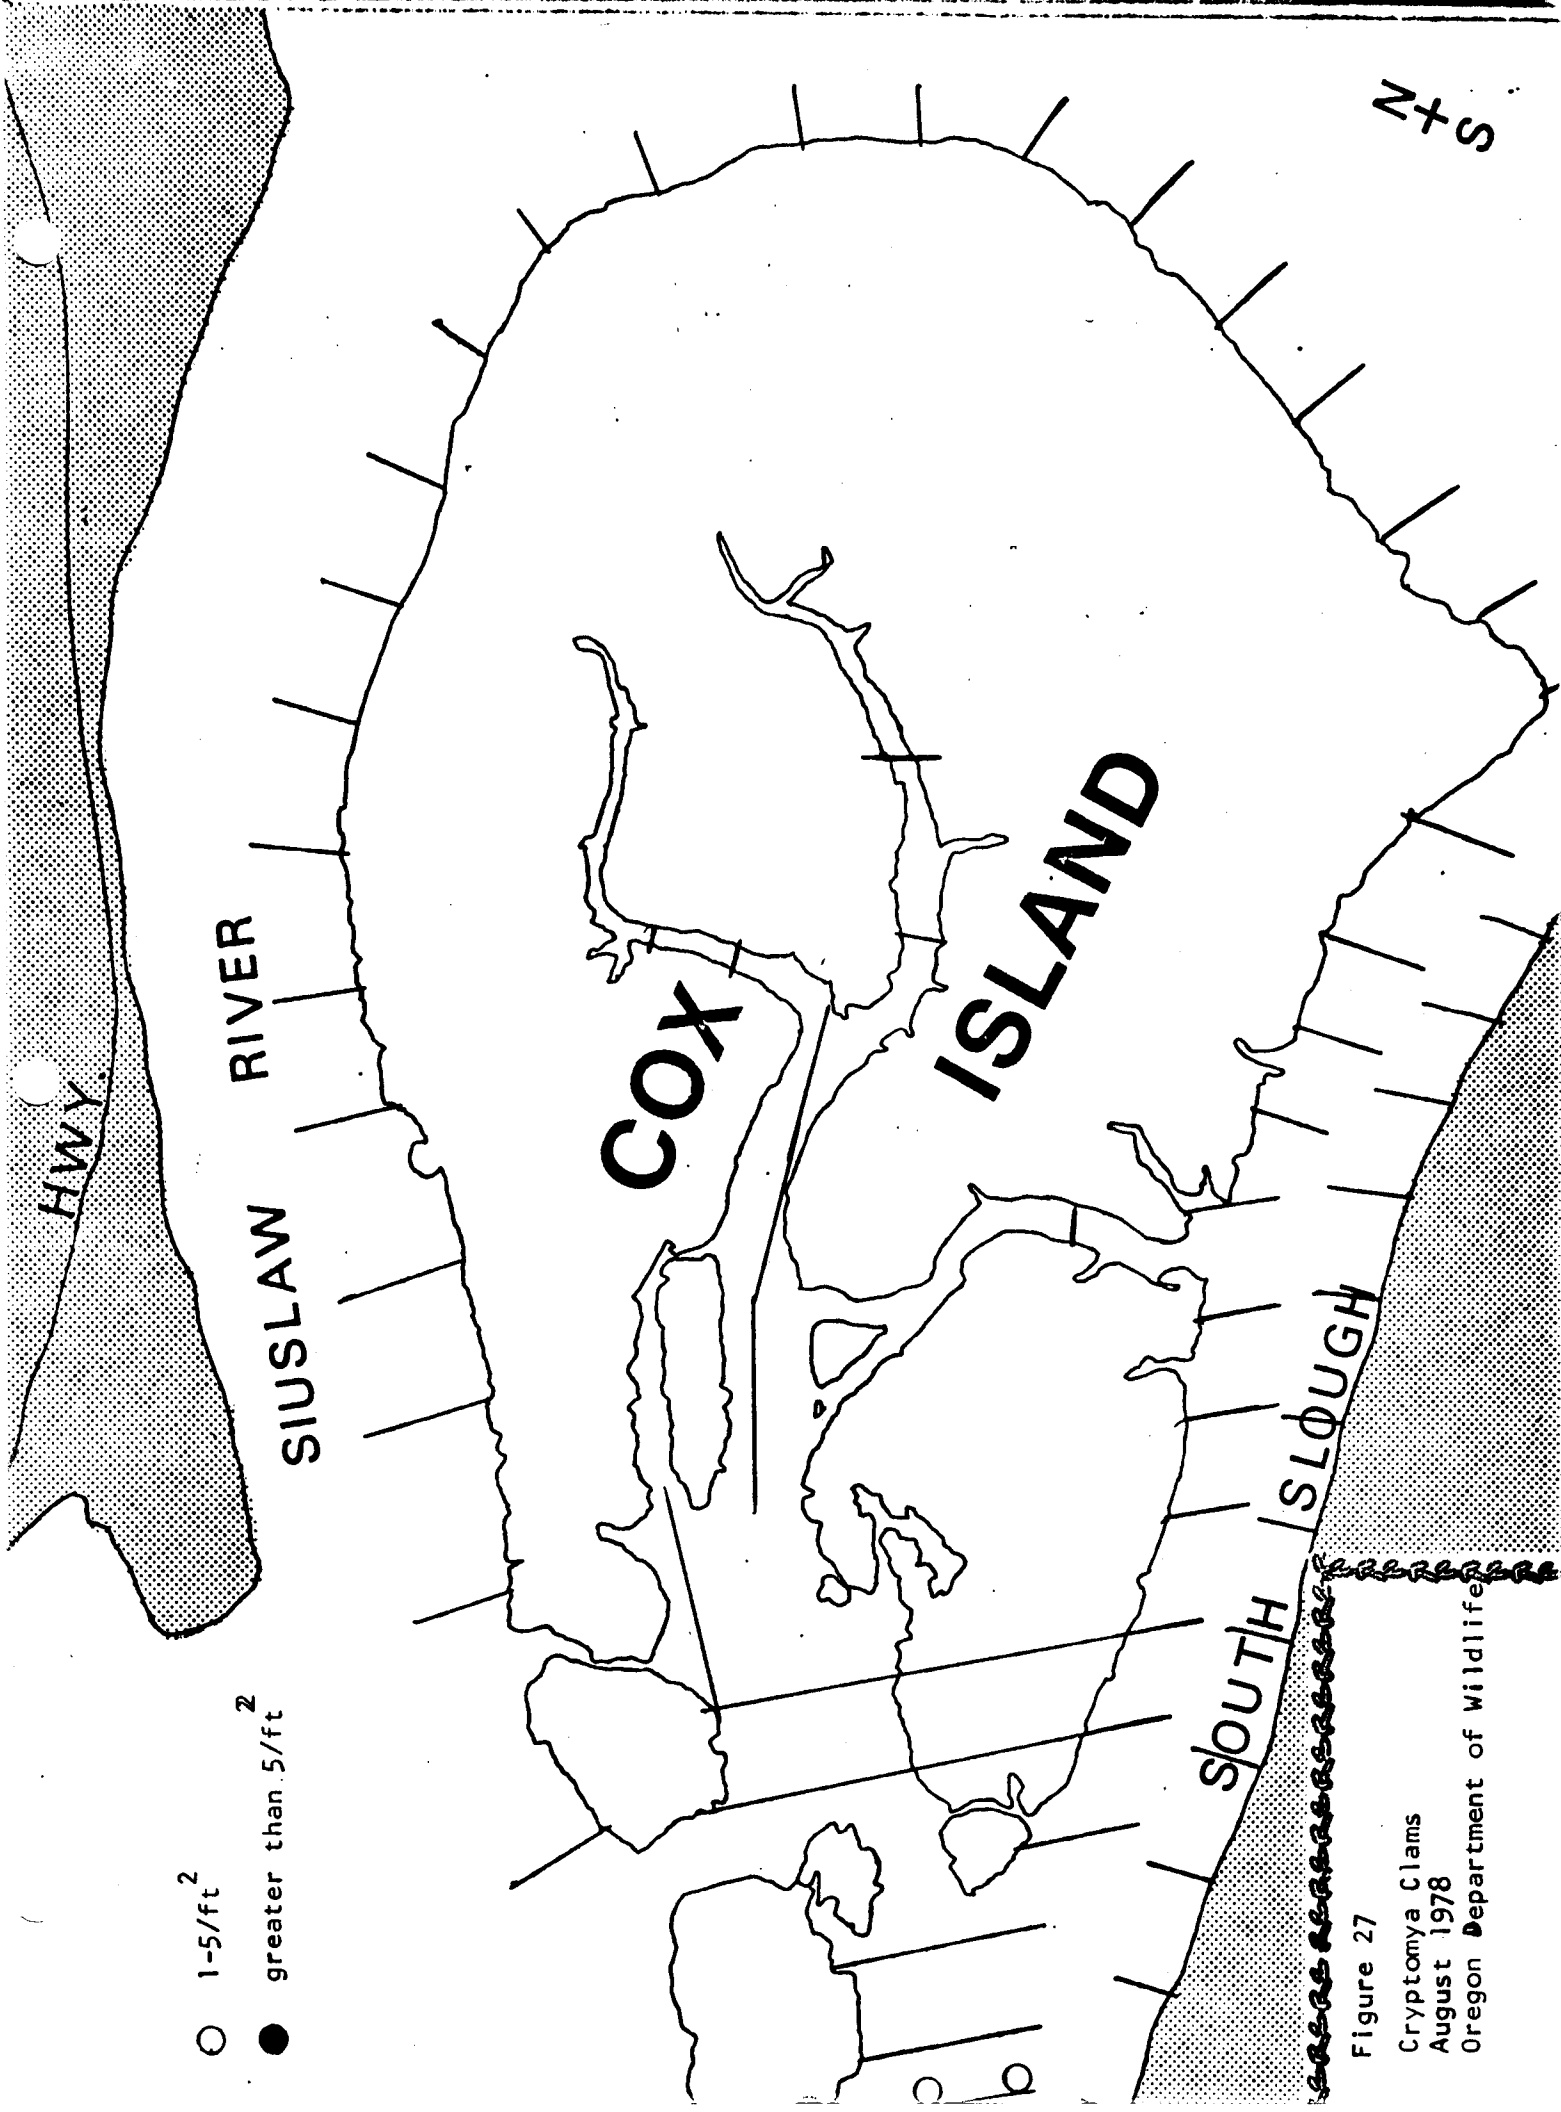 ○ 1-5/ft²
● greater than 5/ft²
HWY.
SIUSLAW RIVER
COX
ISLAND
SOUTH SLOUGH
N
S
Figure 27
Cryptomya Clams
August 1978
Oregon Department of Wildlife